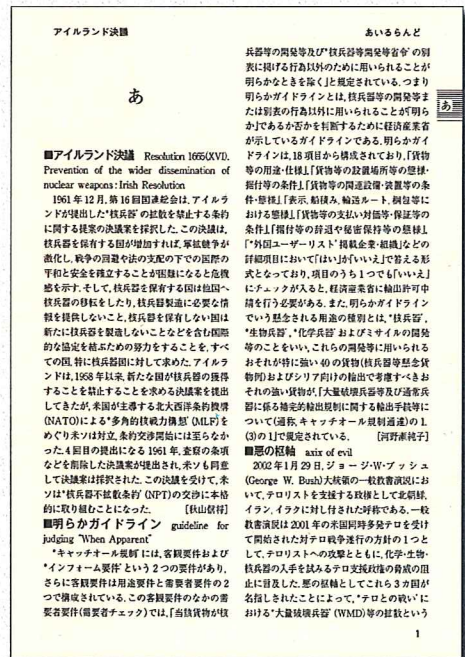 アイルランド決議
あいるらんど
あ
■アイルランド決議 Resolution 1665(XVI).
Prevention of the wider dissemination of
nuclear weapons : Irish Resolution
1961年12月, 第16回国連総会は, アイルラ
ンドが提出した*核兵器*の拡散を禁止する条約
に関する提案の決議案を採択した. この決議は,
核兵器を保有する国が増加すれば, 軍拡競争が
激化し, 戦争の回避や法の支配の下での国際の
平和と安全を確立することが困難になると危機
感を示す. そして, 核兵器を保有する国は他国へ
核兵器の移転をしたり, 核兵器製造に必要な情
報を提供しないこと, 核兵器を保有しない国は
新たに核兵器を製造しないことなどを含む国際
的な協定を結ぶための努力をすることを, すべ
ての国, 特に核兵器国に対して求めた. アイルラ
ンドは, 1958年以来, 新たな国が核兵器の獲得
することを禁止することを求める決議案を提出
してきたが, 米国が主導する北大西洋条約機構
(NATO)による*多角的核戦力構想*(MLF)を
めぐり米ソは対立, 条約交渉開始には至らなか
った. 4回目の提出になる1961年, 査察の条項
などを削除した決議案が提出され, 米ソも同意
して決議案は採択された. この決議を受けて, 米
ソは*核兵器不拡散条約*(NPT)の交渉に本格
的に取り組むことになった. [秋山信将]
■明らかガイドライン guideline for
judging "When Apparent"
*キャッチオール規制*には, 客観要件および
*インフォーム要件*という2つの要件があり,
さらに客観要件は用途要件と需要者要件の2
つで構成されている. この客観要件のなかの需
要者要件(需要者チェック)では,「当該貨物が核
兵器等の開発等及び*核兵器等開発等省令*の別
表に掲げる行為以外のために用いられることが
明らかなときを除く」と規定されている. つまり
明らかガイドラインとは, 核兵器等の開発等ま
たは別表の行為以外に用いられることが「明ら
か」であるか否かを判断するために経済産業省
が示しているガイドラインである. 明らかガイ
ドラインは, 18項目から構成されており,「貨物
等の用途・仕様」「貨物等の設置場所等の態様・
据付等の条件」「貨物等の関連設備・装置等の条
件・態様」「表示, 船積み, 輸送ルート, 梱包等に
おける態様」「貨物等の支払い対価等・保証等の
条件」「据付等の辞退や秘密保持等の態様」
「*外国ユーザーリスト*掲載企業・組織」などの
詳細項目において「はい」か「いいえ」で答える形
式となっており, 項目のうち1つでも「いいえ」
にチェックが入ると, 経済産業省に輸出許可申
請を行う必要がある. また, 明らかガイドライン
でいう懸念される用途の種別とは, *核兵器*,
*生物兵器*, *化学兵器*およびミサイルの開発
等のことをいい, これらの開発等に用いられる
おそれが特に強い40の貨物(核兵器等懸念貨
物例)およびシリア向けの輸出で考慮すべきお
それの強い貨物が,「大量破壊兵器等及び通常兵
器に係る補完的輸出規制に関する輸出手続等に
ついて(通称, キャッチオール規制通達)の1.
(3)の1」で規定されている. [河野素純子]
■悪の枢軸 axix of evil
2002年1月29日, ジョージ・W・ブッシュ
(George W. Bush)大統領の一般教書演説にお
いて, テロリストを支援する政権として北朝鮮,
イラン, イラクに対し付された呼称である. 一般
教書演説は2001年の米国同時多発テロを受け
て開始された対テロ戦争遂行の方針の1つと
して, テロリストへの攻撃とともに, 化学・生物・
核兵器の入手を試みるテロ支援政権の脅威の阻
止に言及した. 悪の枢軸としてこれら3カ国が
名指しされたことによって, *テロとの戦い*に
おける*大量破壊兵器*(WMD)等の拡散という
あ
1